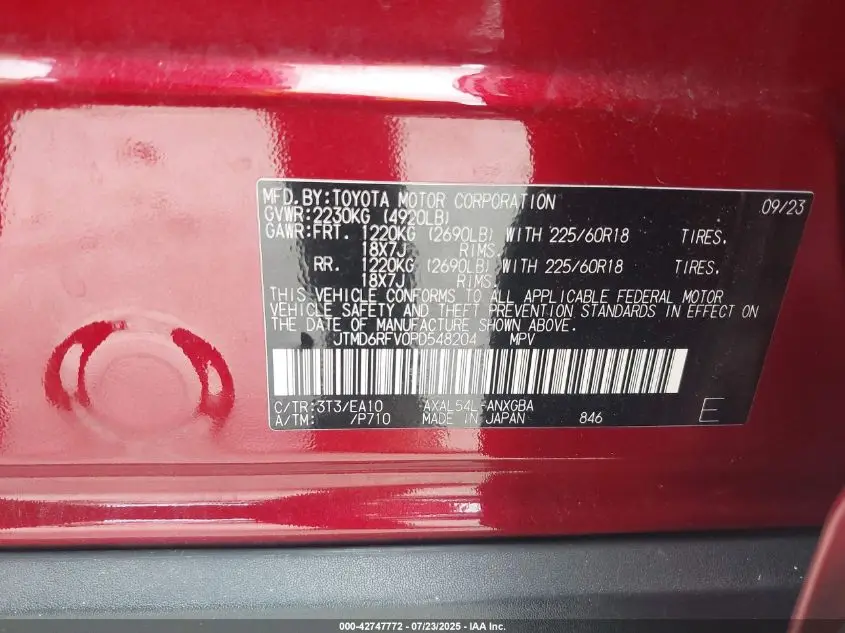 MFD. BY: TOYOTA MOTOR CORPORATION 09/23
GVWR: 2230KG (4920LB)
GAWR: FRT. 1220KG (2690LB) WITH 225/60R18 TIRES.
18X7J RIMS
RR. 1220KG (2690LB) WITH 225/60R18 TIRES.
18X7J RIMS
THIS VEHICLE CONFORMS TO ALL APPLICABLE FEDERAL MOTOR
VEHICLE SAFETY AND THEFT PREVENTION STANDARDS IN EFFECT ON
THE DATE OF MANUFACTURE SHOWN ABOVE.
JTMD6RFV0PD548204 MPV
C/TR: 3T3/EA10 AXAL54L-ANXGBA
A/TM: /P710 MADE IN JAPAN 846 E
000-42747772 - 07/23/2025 - IAA Inc.